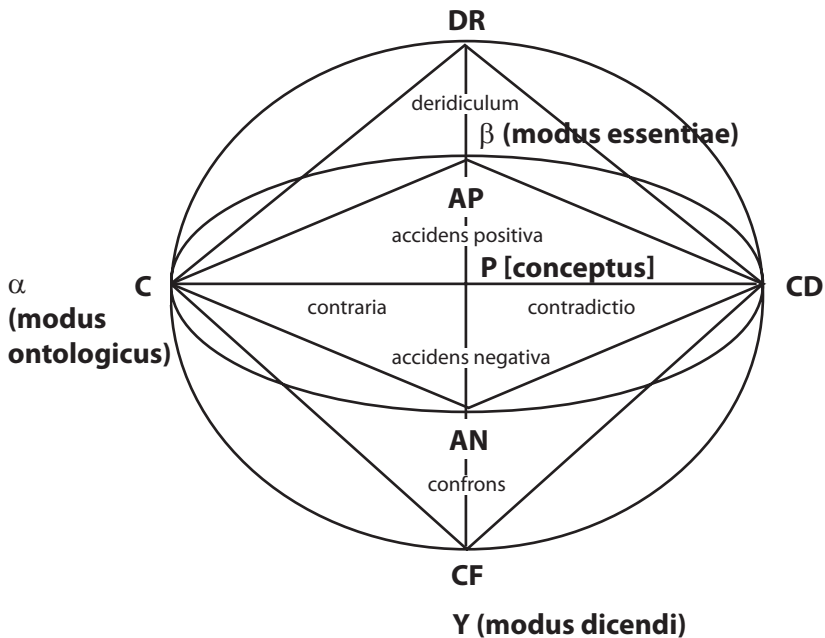 DR
deridiculum
β (modus essentiae)
AP
accidens positiva
P [conceptus]
α
(modus
ontologicus)
C
CD
contraria
contradictio
accidens negativa
AN
confrons
CF
Y (modus dicendi)